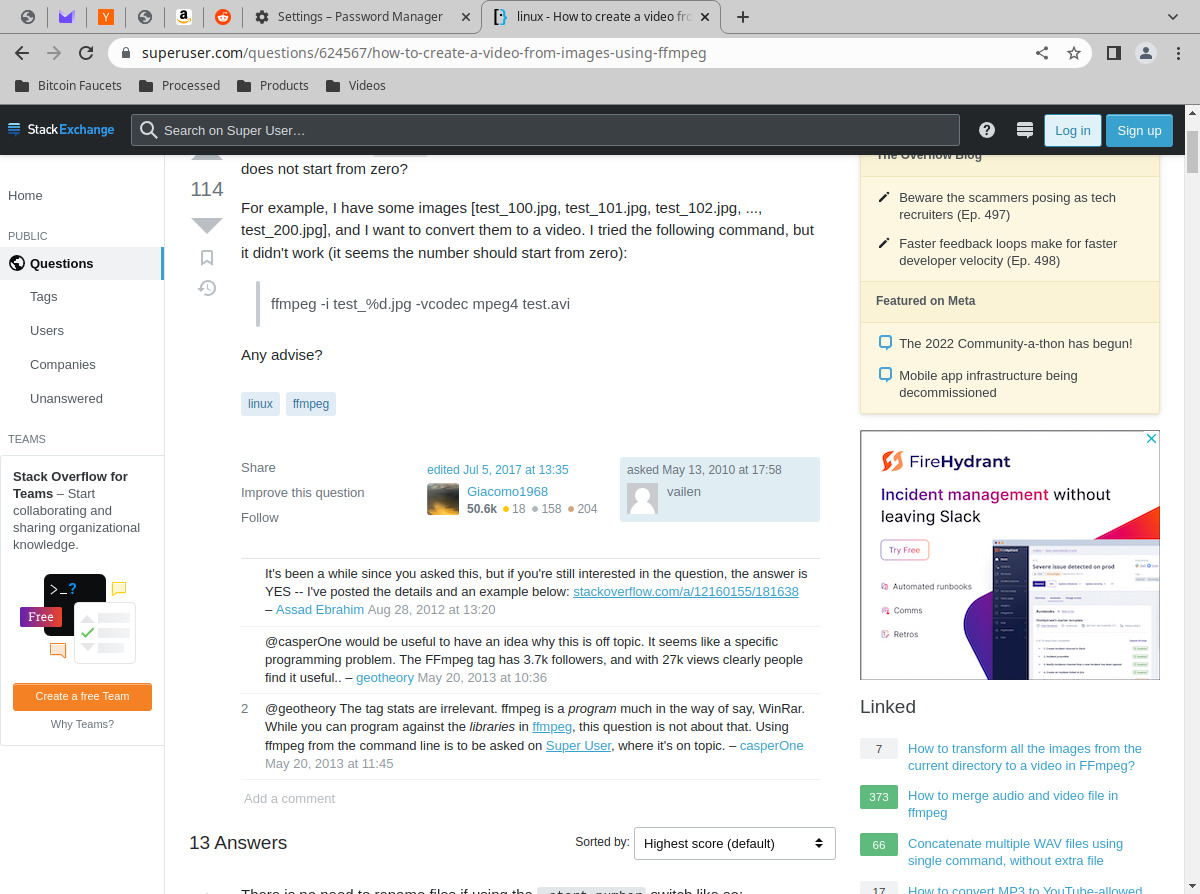 Settings – Password Manager
linux - How to create a video fro
superuser.com/questions/624567/how-to-create-a-video-from-images-using-ffmpeg
Bitcoin Faucets
Processed
Products
Videos
StackExchange
Search on Super User…
Log in
Sign up
Home
PUBLIC
Questions
Tags
Users
Companies
Unanswered
TEAMS
Stack Overflow for
Teams – Start
collaborating and
sharing organizational
knowledge.
>_?
Free
Create a free Team
Why Teams?
114
does not start from zero?
For example, I have some images [test_100.jpg, test_101.jpg, test_102.jpg, ...,
test_200.jpg], and I want to convert them to a video. I tried the following command, but
it didn't work (it seems the number should start from zero):
ffmpeg -i test_%d.jpg -vcodec mpeg4 test.avi
Any advise?
linux
ffmpeg
Share
Improve this question
Follow
edited Jul 5, 2017 at 13:35
Giacomo1968
50.6k 18 158 204
asked May 13, 2010 at 17:58
vailen
It's been a while since you asked this, but if you're still interested in the question, the answer is
YES -- I've posted the details and an example below: stackoverflow.com/a/12160155/181638
– Assad Ebrahim Aug 28, 2012 at 13:20
@casperOne would be useful to have an idea why this is off topic. It seems like a specific
programming problem. The FFmpeg tag has 3.7k followers, and with 27k views clearly people
find it useful.. – geotheory May 20, 2013 at 10:36
2 @geotheory The tag stats are irrelevant. ffmpeg is a program much in the way of say, WinRar.
While you can program against the libraries in ffmpeg, this question is not about that. Using
ffmpeg from the command line is to be asked on Super User, where it's on topic. – casperOne
May 20, 2013 at 11:45
Add a comment
13 Answers
Sorted by:
Highest score (default)
There is no need to rename files if using the -start_number switch like so:
The Overflow Blog
Beware the scammers posing as tech
recruiters (Ep. 497)
Faster feedback loops make for faster
developer velocity (Ep. 498)
Featured on Meta
The 2022 Community-a-thon has begun!
Mobile app infrastructure being
decommissioned
FireHydrant
Incident management without
leaving Slack
Try Free
Automated runbooks
Comms
Retros
Severe issue detected on prod
Runbooks
Linked
7 How to transform all the images from the
current directory to a video in FFmpeg?
373 How to merge audio and video file in
ffmpeg
66 Concatenate multiple WAV files using
single command, without extra file
17 How to convert MP3 to YouTube-allowed